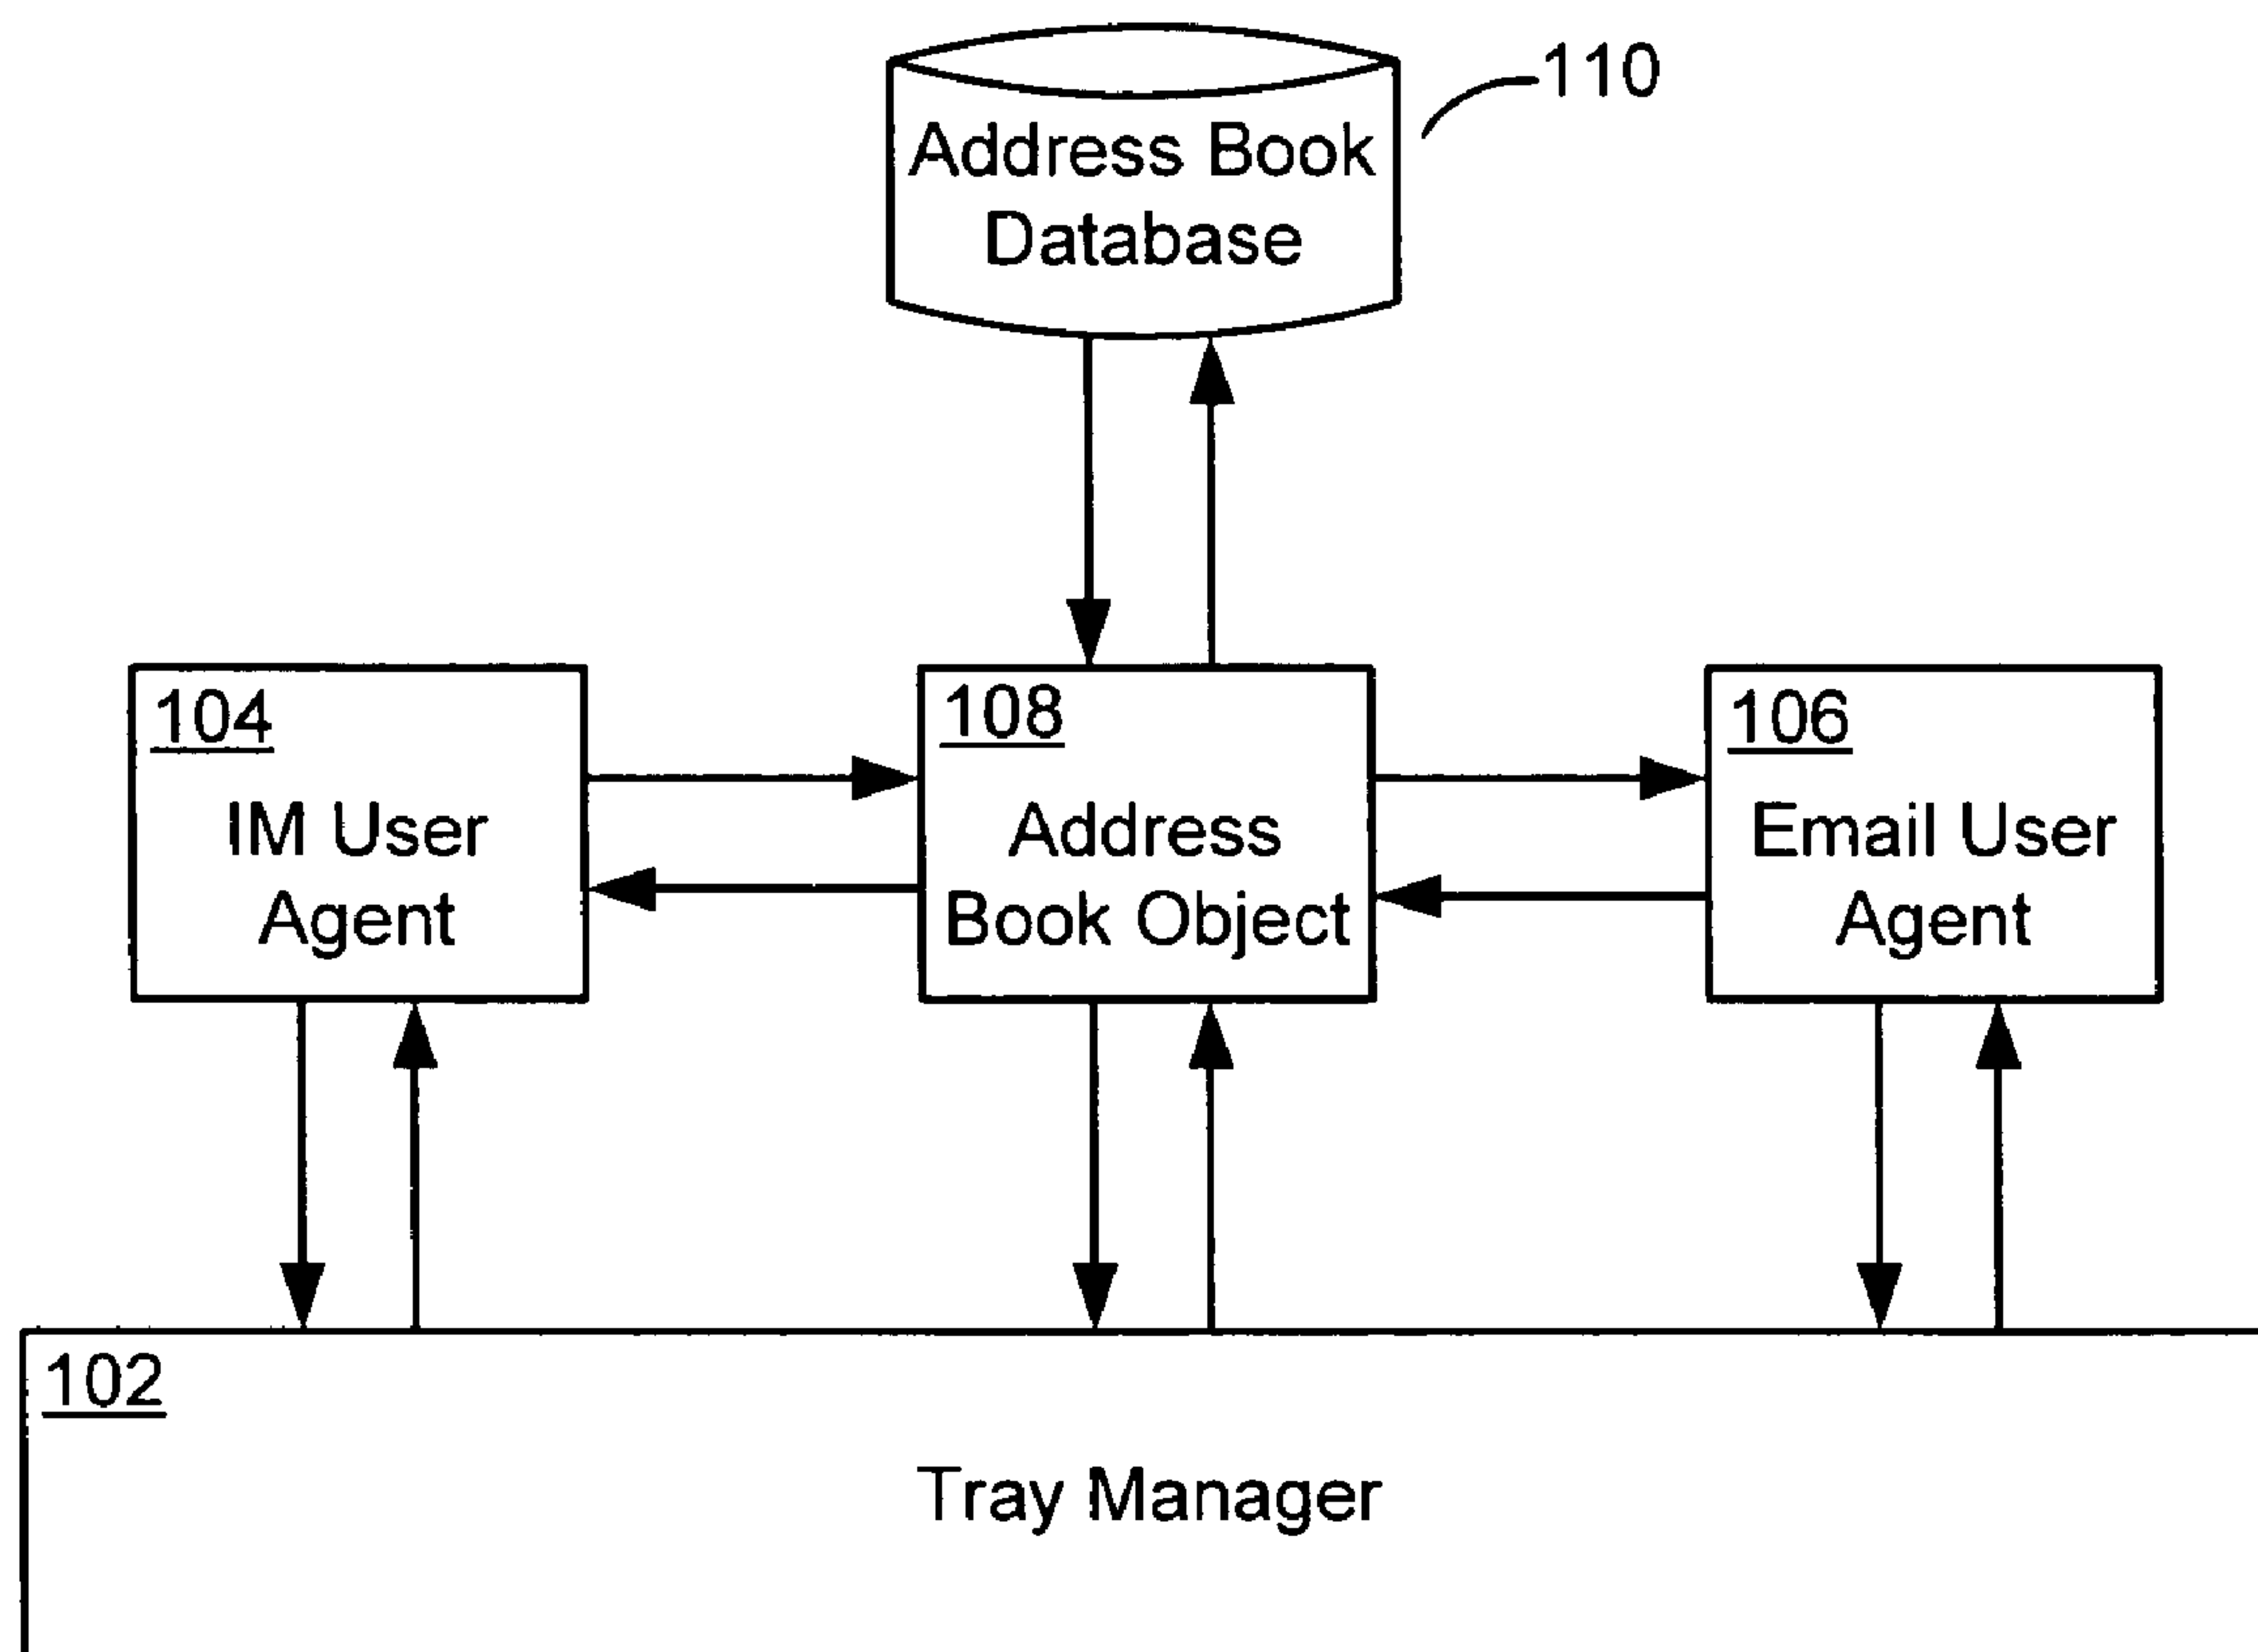 110
Address Book
Database
104
IM User
Agent
108
Address
Book Object
106
Email User
Agent
102
Tray Manager